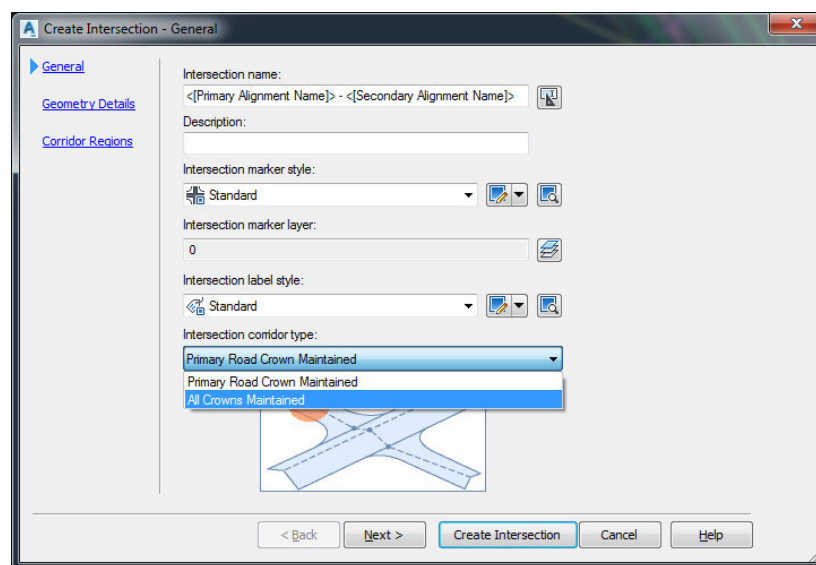 Create Intersection - General
General
Geometry Details
Corridor Regions
Intersection name:
<[Primary Alignment Name]> - <[Secondary Alignment Name]>
Description:
Intersection marker style:
Standard
Intersection marker layer:
0
Intersection label style:
Standard
Intersection corridor type:
Primary Road Crown Maintained
Primary Road Crown Maintained
All Crowns Maintained
< Back Next > Create Intersection Cancel Help